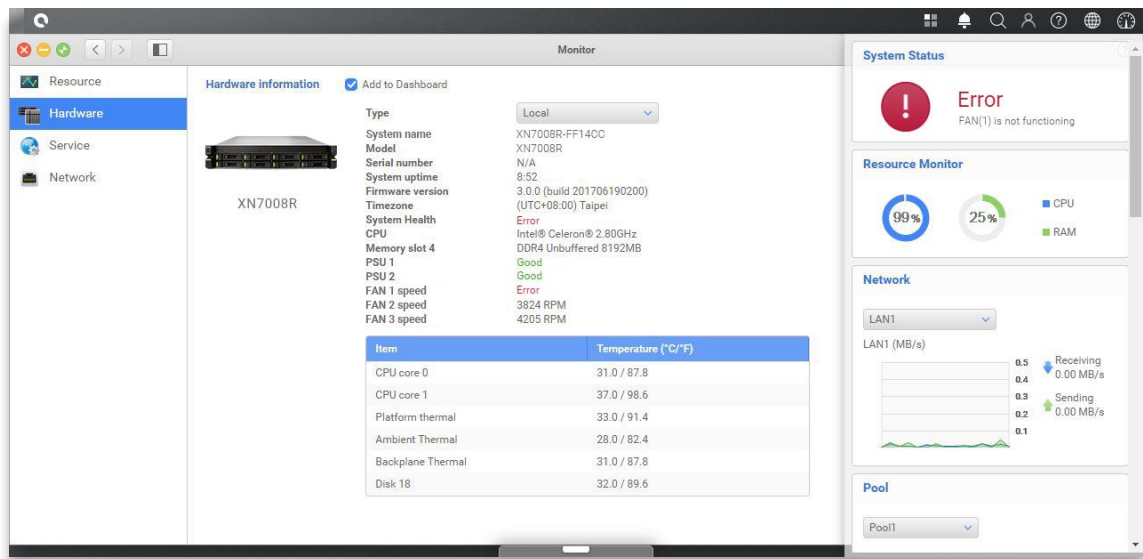 Monitor
Resource
Hardware
Service
Network
Hardware information
Add to Dashboard
XN7008R
Type Local
System name XN7008R-FF14CC
Model XN7008R
Serial number N/A
System uptime 8:52
Firmware version 3.0.0 (build 201706190200)
Timezone (UTC+08:00) Taipei
System Health Error
CPU Intel® Celeron® 2.80GHz
Memory slot 4 DDR4 Unbuffered 8192MB
PSU 1 Good
PSU 2 Good
FAN 1 speed Error
FAN 2 speed 3824 RPM
FAN 3 speed 4205 RPM
Item Temperature (°C/°F)
CPU core 0 31.0 / 87.8
CPU core 1 37.0 / 98.6
Platform thermal 33.0 / 91.4
Ambient Thermal 28.0 / 82.4
Backplane Thermal 31.0 / 87.8
Disk 18 32.0 / 89.6
System Status
Error
FAN(1) is not functioning
Resource Monitor
99%
25%
CPU
RAM
Network
LAN1
LAN1 (MB/s)
0.5
0.4
0.3
0.2
0.1
Receiving
0.00 MB/s
Sending
0.00 MB/s
Pool
Pool1